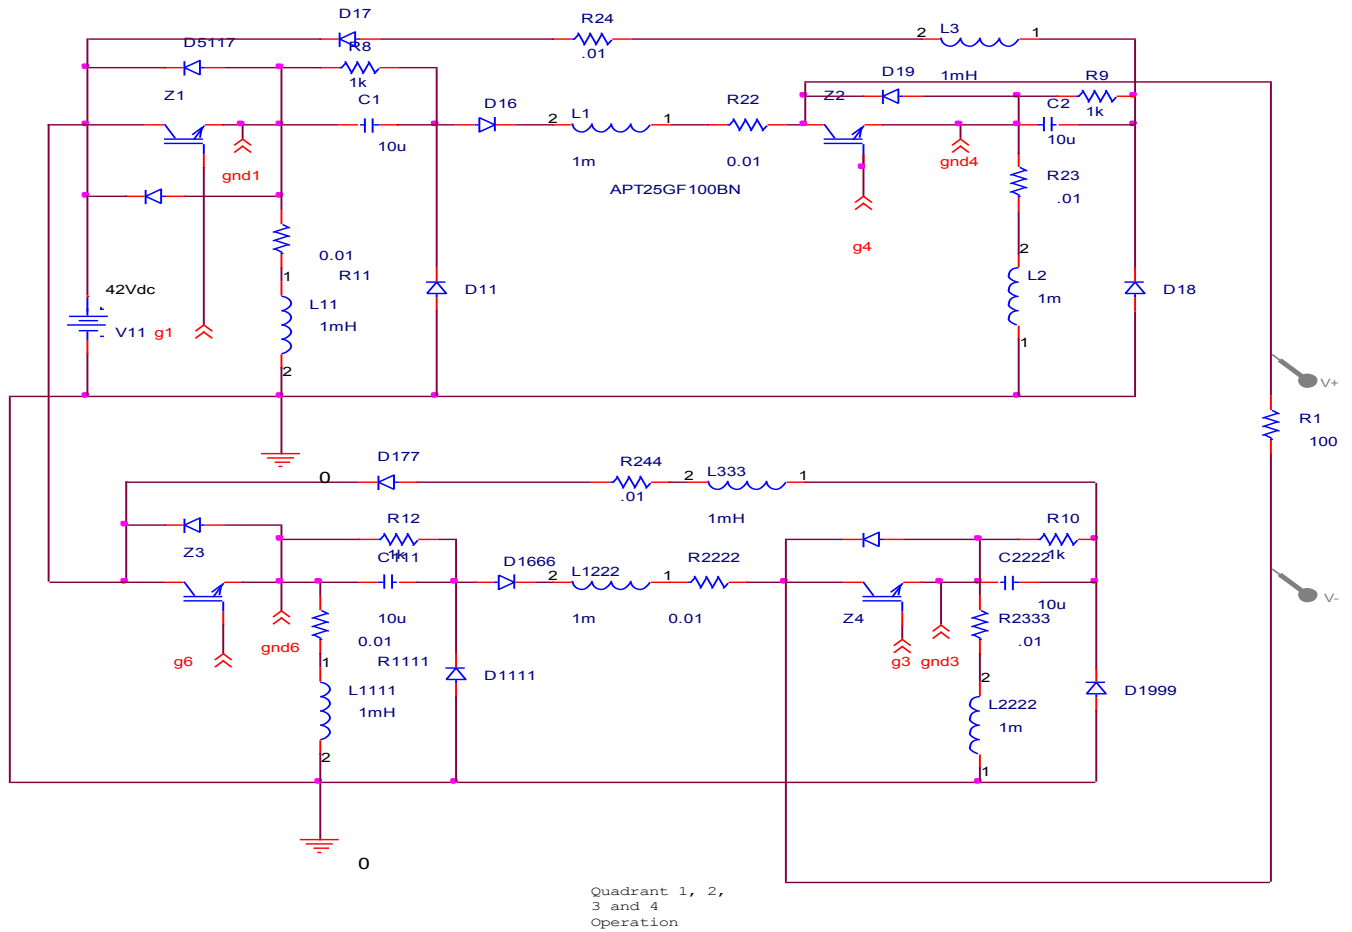 D17
R24
L3
2
1
D5117
R8
.01
1k
Z1
C1
D16
L1
R22
Z2
D19
1mH
R9
C2
1k
2
1
10u
10u
gnd1
1m
0.01
gnd4
R23
.01
APT25GF100BN
g4
0.01
R11
1
2
L2
1m
42Vdc
D11
D18
L11
1mH
V11
g1
1
2
V+
R1
100
0
D177
R244
.01
2
L333
1
1mH
R12
1k
R10
1k
Z3
C1111
D1666
L1222
R2222
C2222
2
1
10u
1m
0.01
Z4
10u
R2333
.01
V-
g6
gnd6
0.01
R1111
g3
gnd3
1
D1111
2
L1111
1mH
L2222
1m
D1999
2
1
0
Quadrant 1, 2,
3 and 4
Operation